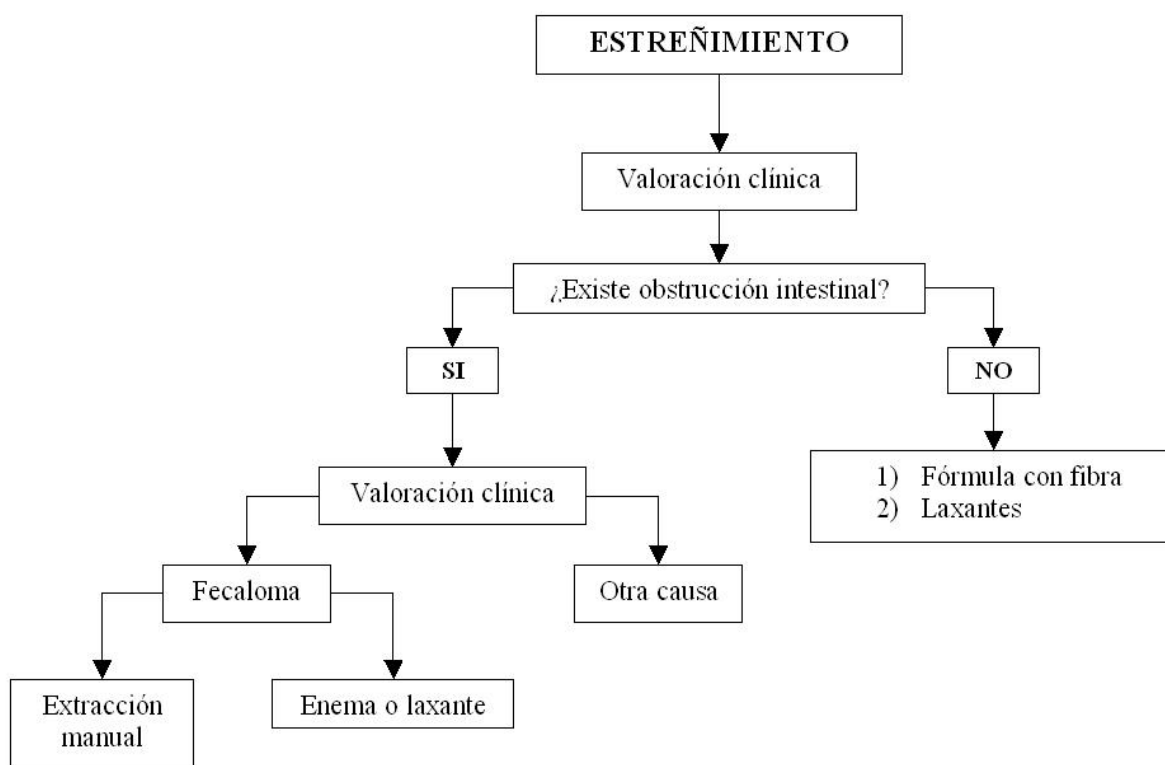 ESTREÑIMIENTO
Valoración clínica
¿Existe obstrucción intestinal?
SI
NO
Valoración clínica
1) Fórmula con fibra
2) Laxantes
Fecaloma
Otra causa
Extracción
manual
Enema o laxante